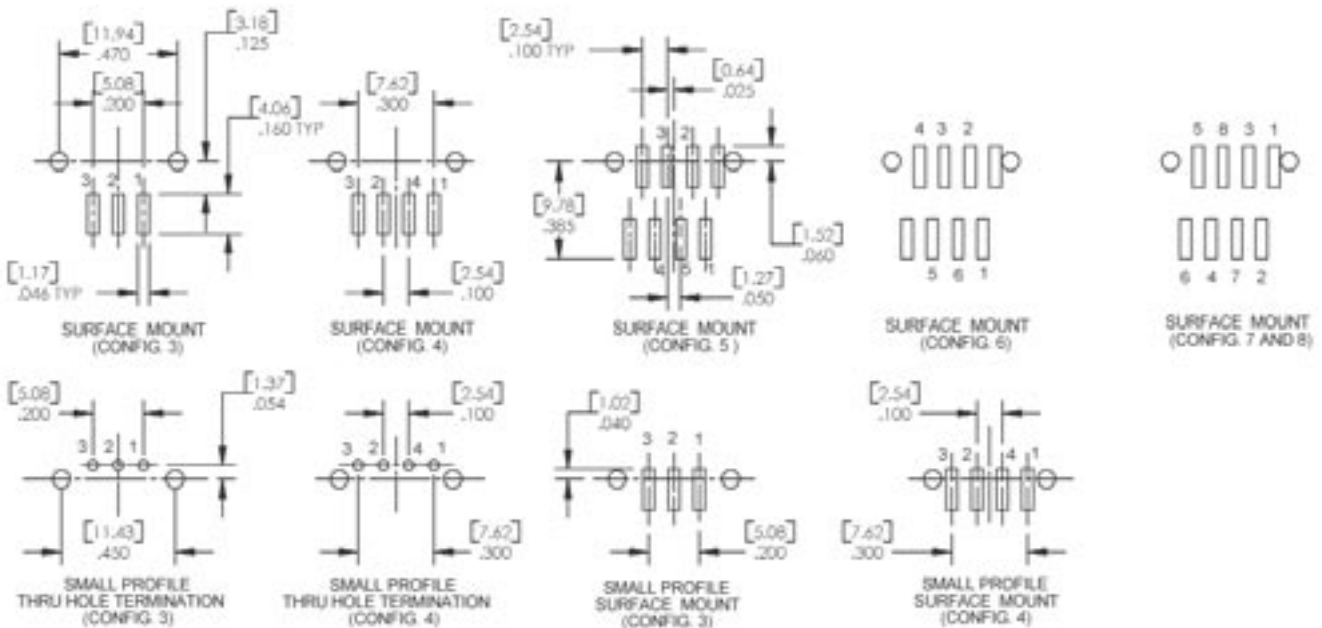 [11.94]
.470
[3.18]
.125
[5.08]
.200
[4.06]
.160 TYP
3 2 1
[1.17]
.046 TYP
SURFACE MOUNT
(CONFIG. 3)
[7.62]
.300
3 2 4 1
[2.54]
.100
SURFACE MOUNT
(CONFIG. 4)
[2.54]
.100 TYP
[0.64]
.025
3 2
[9.78]
.385
[1.52]
.060
4 5 1
[1.27]
.050
SURFACE MOUNT
(CONFIG. 5 )
4 3 2
5 6 1
SURFACE MOUNT
(CONFIG. 6)
5 8 3 1
6 4 7 2
SURFACE MOUNT
(CONFIG. 7 AND 8)
[5.08]
.200
[1.37]
.054
3 2 1
[11.43]
.450
SMALL PROFILE
THRU HOLE TERMINATION
(CONFIG. 3)
[2.54]
.100
3 2 4 1
[7.62]
.300
SMALL PROFILE
THRU HOLE TERMINATION
(CONFIG. 4)
[1.02]
.040
3 2 1
[5.08]
.200
SMALL PROFILE
SURFACE MOUNT
(CONFIG. 3)
[2.54]
.100
3 2 4 1
[7.62]
.300
SMALL PROFILE
SURFACE MOUNT
(CONFIG. 4)